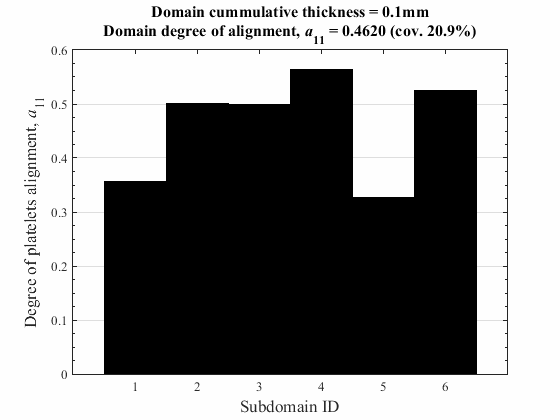 Domain cummulative thickness = 0.1mm
Domain degree of alignment, a11 = 0.4620 (cov. 20.9%)
0.6
0.5
0.4
0.3
0.2
0.1
0
Degree of platelets alignment, a11
1 2 3 4 5 6
Subdomain ID